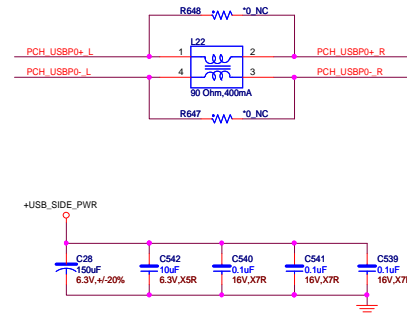 R648 *0_NC
L22
PCH_USBP0+_L 1 2 PCH_USBP0+_R
PCH_USBP0-_L 4 3 PCH_USBP0-_R
90 Ohm,400mA
R647 *0_NC
+USB_SIDE_PWR
C28 C542 C540 C541 C539
150uF 10uF 0.1uF 0.1uF 0.1uF
6.3V,+/-20% 6.3V,X5R 16V,X7R 16V,X7R 16V,X7R